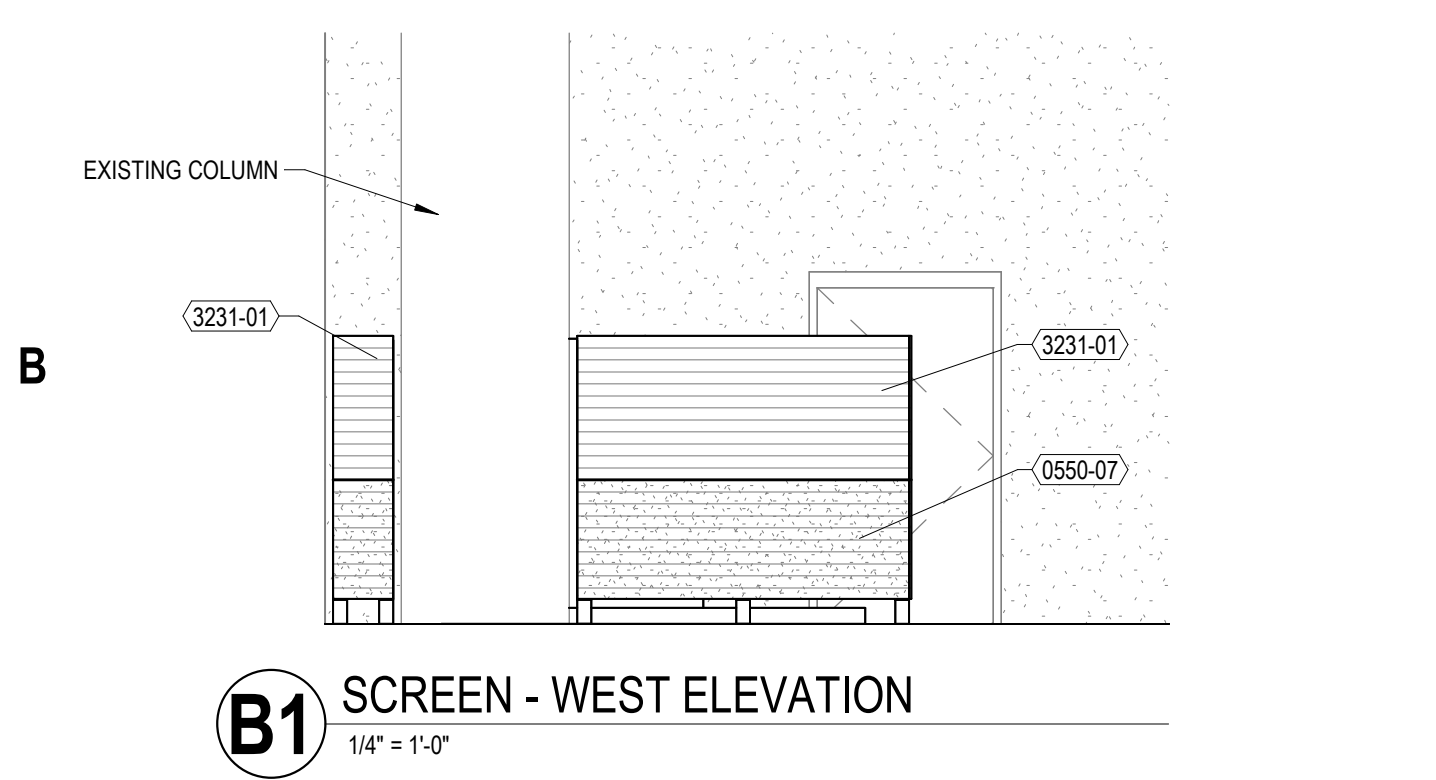 EXISTING COLUMN
3231-01
B
3231-01
0550-07
B1
SCREEN - WEST ELEVATION
1/4" = 1'-0"